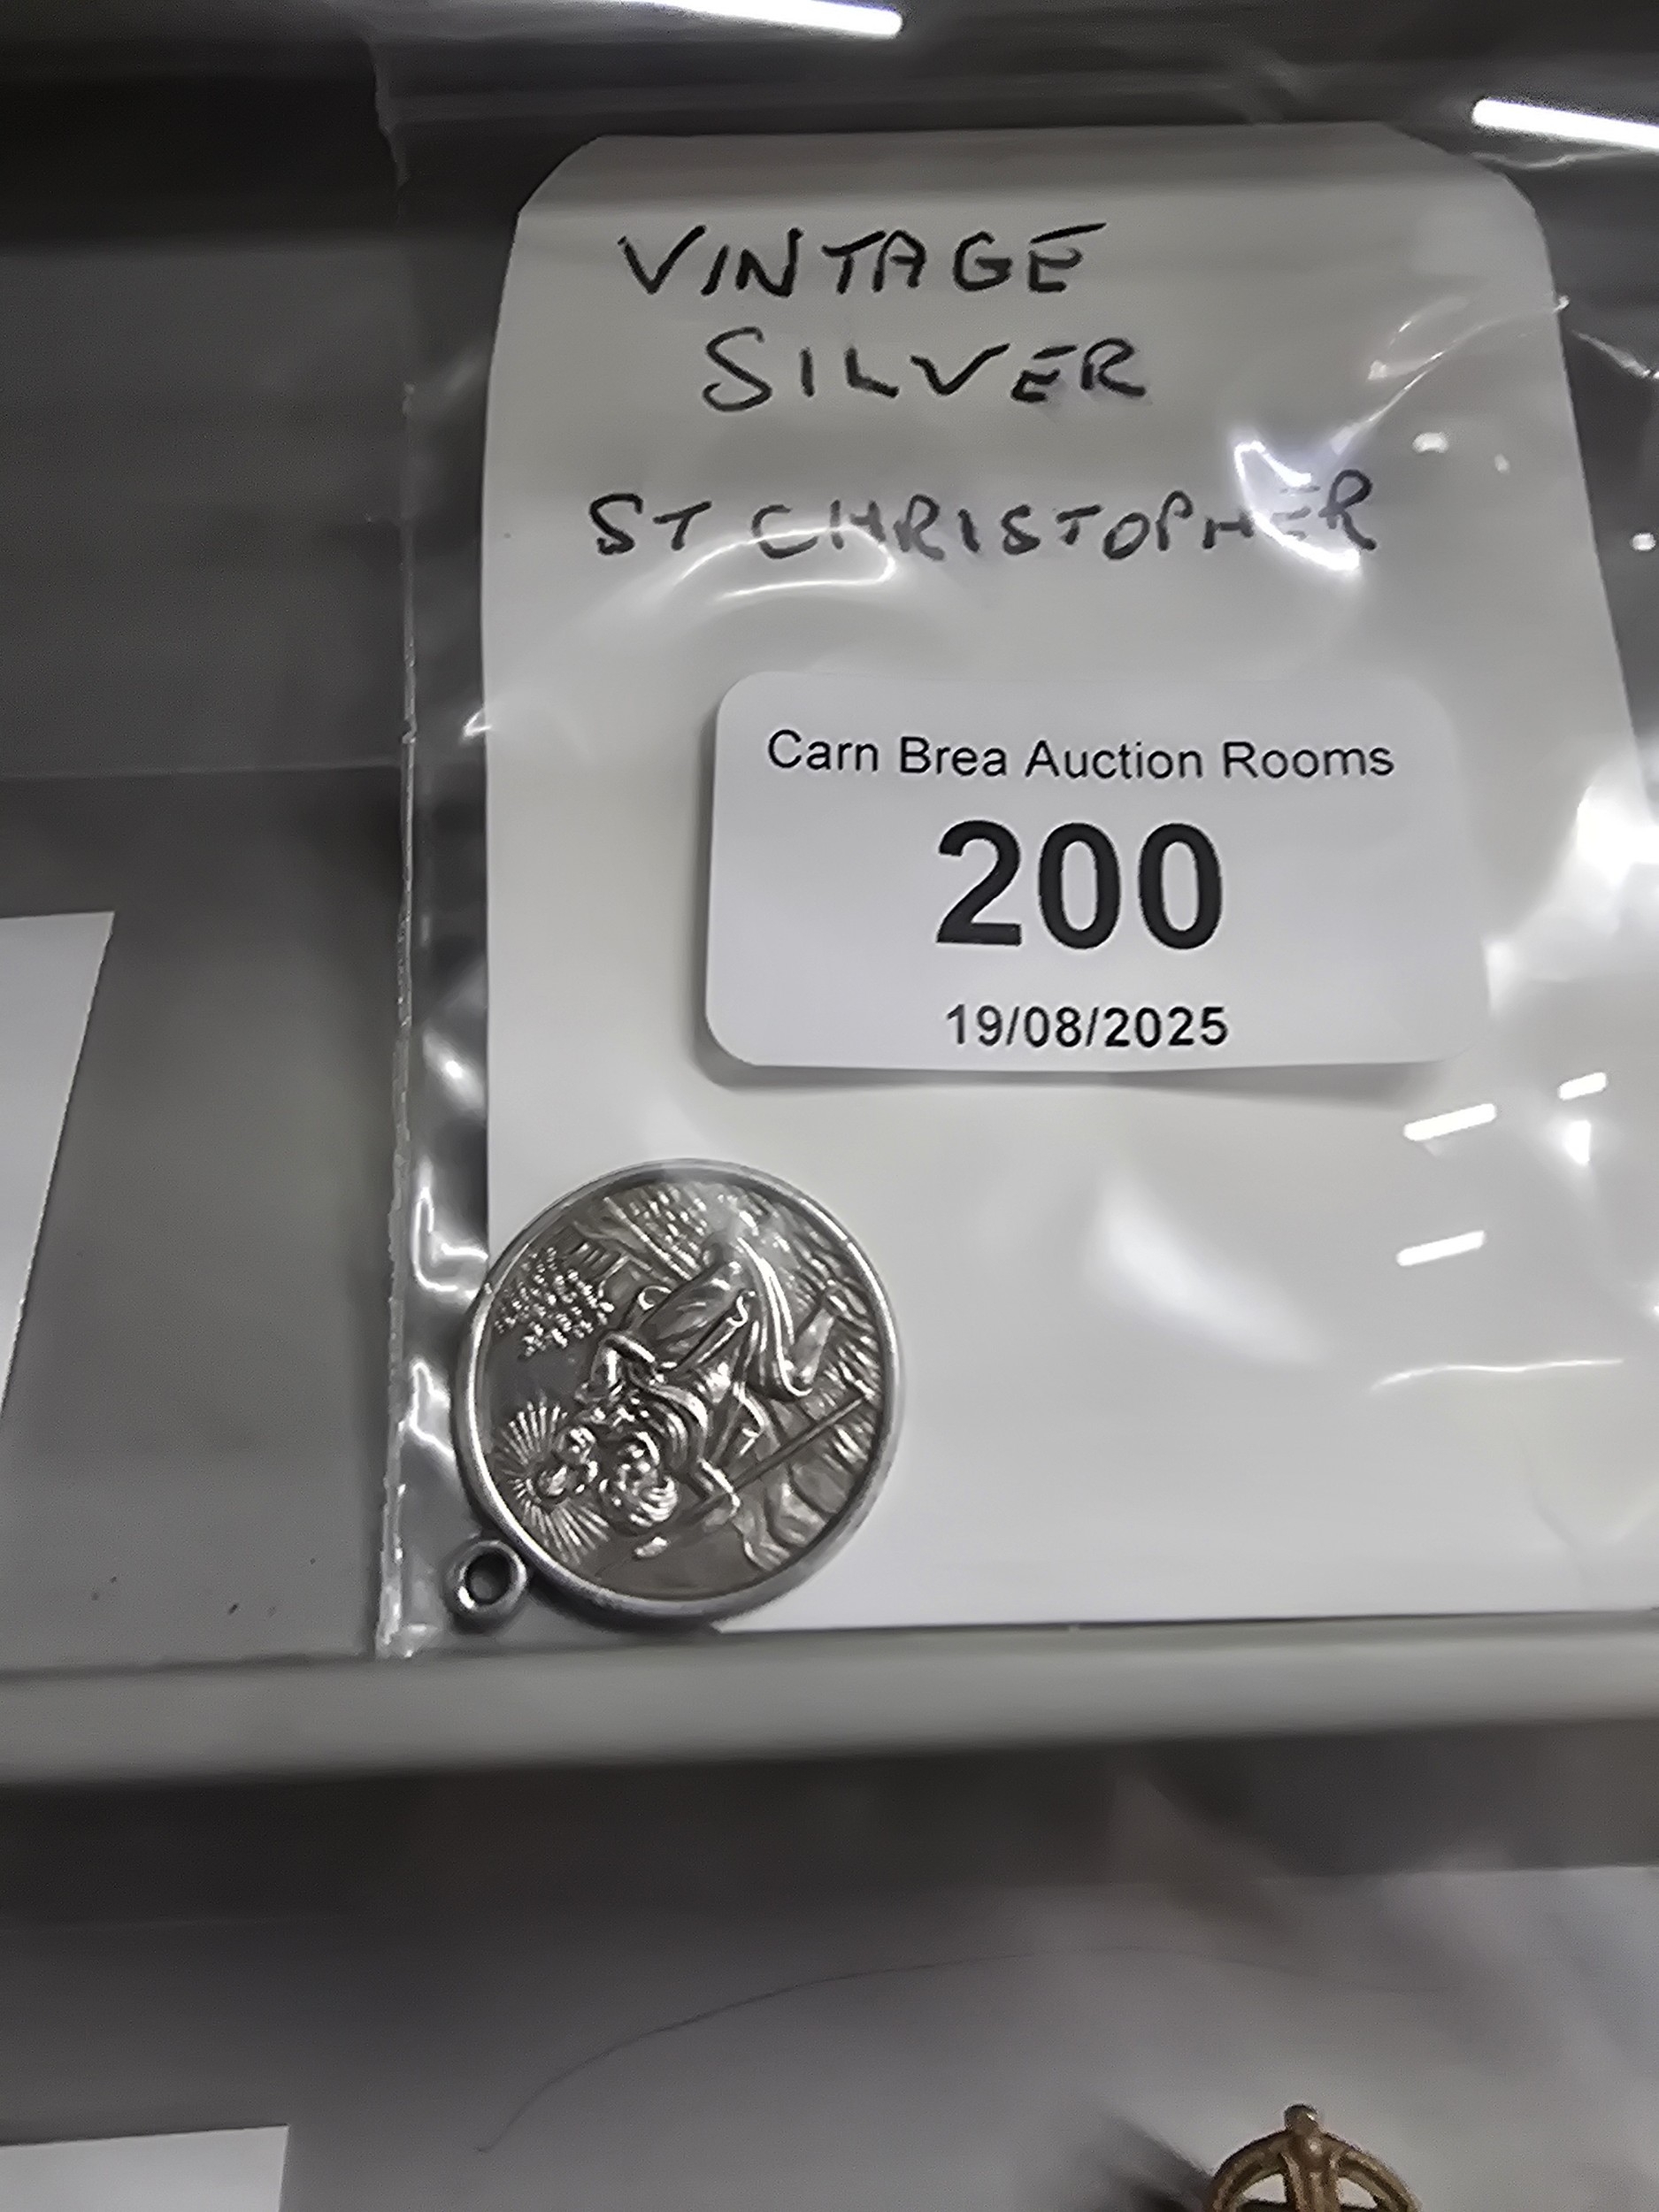 VINTAGE
SILVER
ST CHRISTOPHER
Carn Brea Auction Rooms
200
19/08/2025